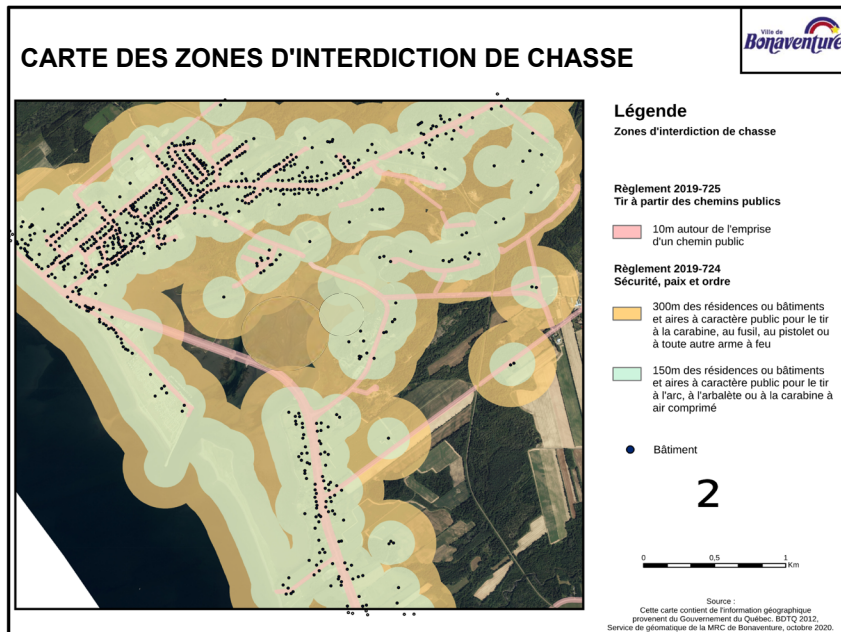 CARTE DES ZONES D'INTERDICTION DE CHASSE
Ville de
Bonaventure
Légende
Zones d'interdiction de chasse
Règlement 2019-725
Tir à partir des chemins publics
10m autour de l'emprise
d'un chemin public
Règlement 2019-724
Sécurité, paix et ordre
300m des résidences ou bâtiments
et aires à caractère public pour le tir
à la carabine, au fusil, au pistolet ou
à toute autre arme à feu
150m des résidences ou bâtiments
et aires à caractère public pour le tir
à l'arc, à l'arbalète ou à la carabine à
air comprimé
Bâtiment
2
0 0,5 1
Km
Source :
Cette carte contient de l'information géographique
provenent du Gouvernement du Québec. BDTQ 2012,
Service de géomatique de la MRC de Bonaventure, octobre 2020.